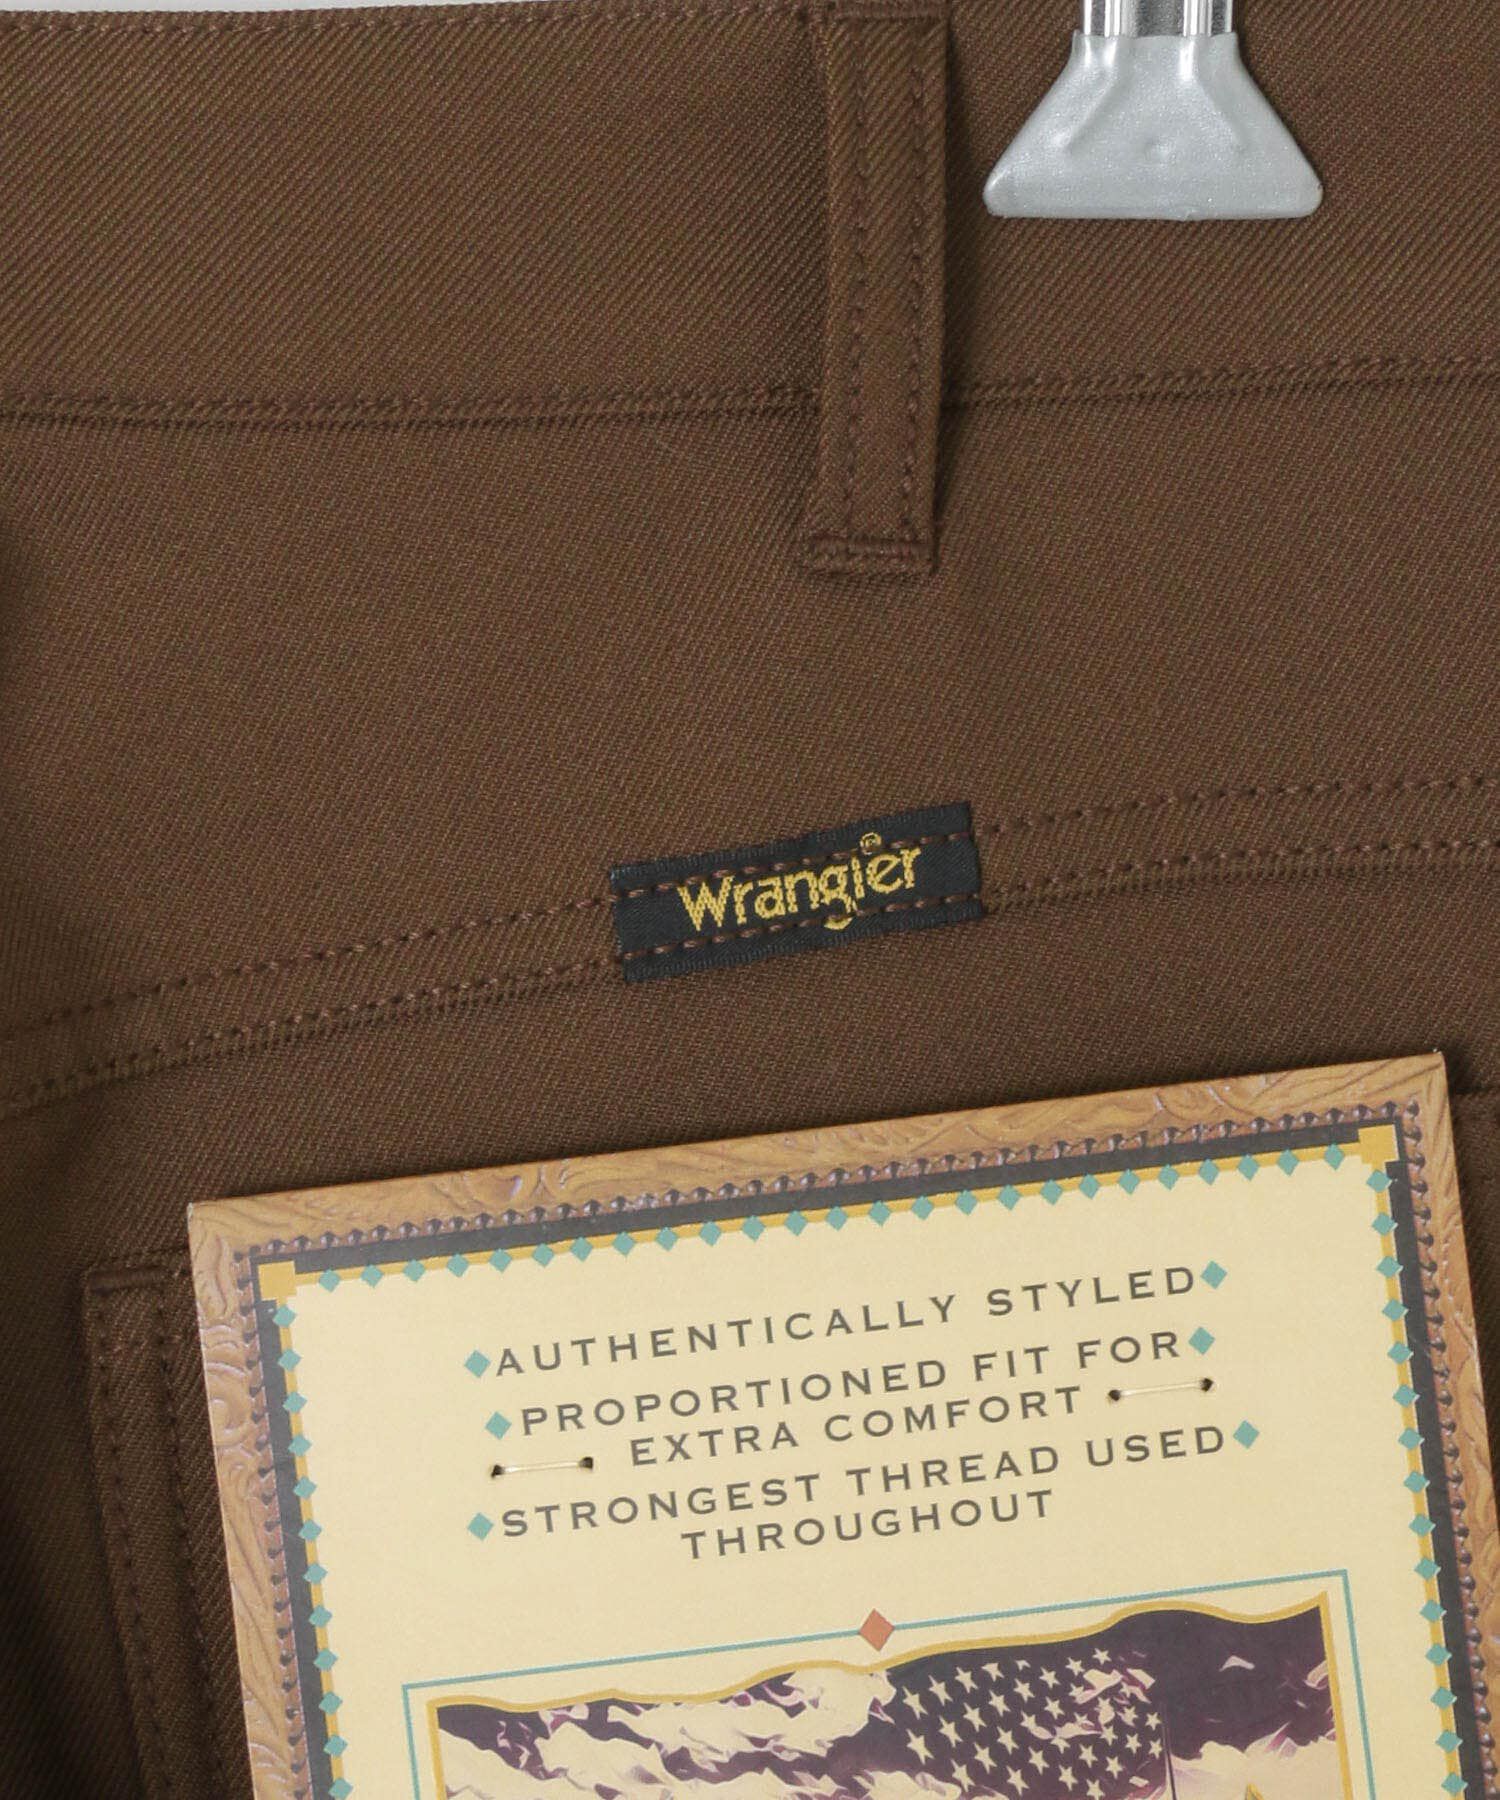 Wrangler®
◆AUTHENTICALLY STYLED◆
◆PROPORTIONED FIT FOR◆
EXTRA COMFORT
◆STRONGEST THREAD USED◆
THROUGHOUT